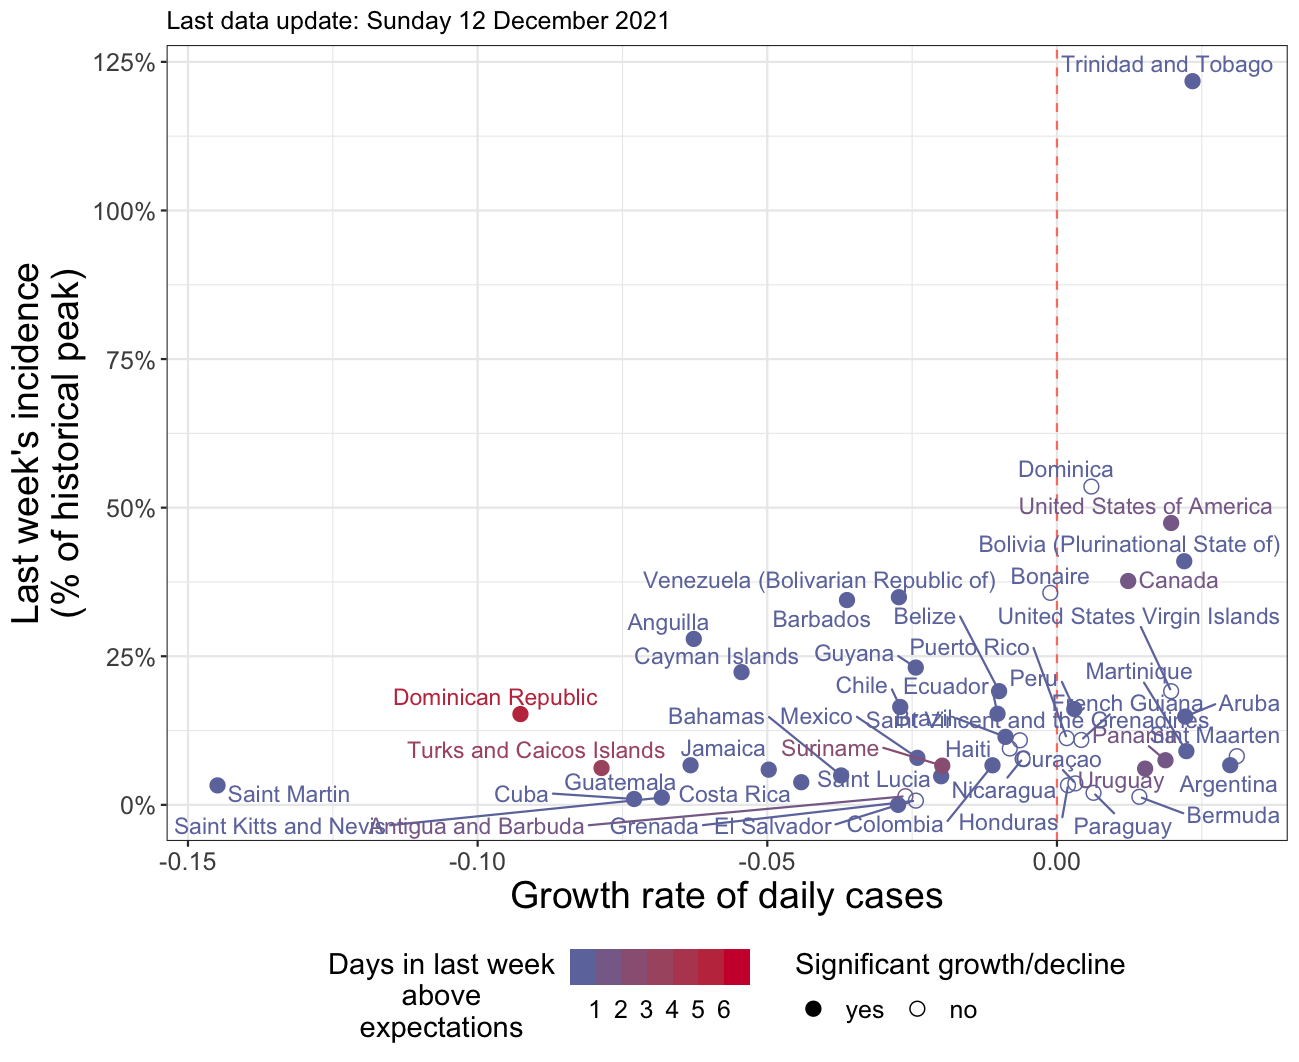 Last data update: Sunday 12 December 2021
Last week's incidence
(% of historical peak)
125%
100%
75%
50%
25%
0%
Trinidad and Tobago
Dominica
United States of America
Bolivia (Plurinational State of)
Venezuela (Bolivarian Republic of)
Bonaire
Canada
Barbados
Belize
United States Virgin Islands
Anguilla
Cayman Islands
Guyana
Puerto Rico
Martinique
Chile
Ecuador
Peru
Dominican Republic
French Guiana
Aruba
Bahamas
Mexico
Brazil
Saint Vincent and the Grenadines
Panama
Sint Maarten
Turks and Caicos Islands
Jamaica
Suriname
Haiti
Curaçao
Guatemala
Saint Lucia
Uruguay
Argentina
Saint Martin
Cuba
Costa Rica
Nicaragua
Bermuda
Saint Kitts and Nevis
Antigua and Barbuda
Grenada
El Salvador
Colombia
Honduras
Paraguay
-0.15
-0.10
-0.05
0.00
Growth rate of daily cases
Days in last week
above
expectations
1 2 3 4 5 6
Significant growth/decline
yes
no